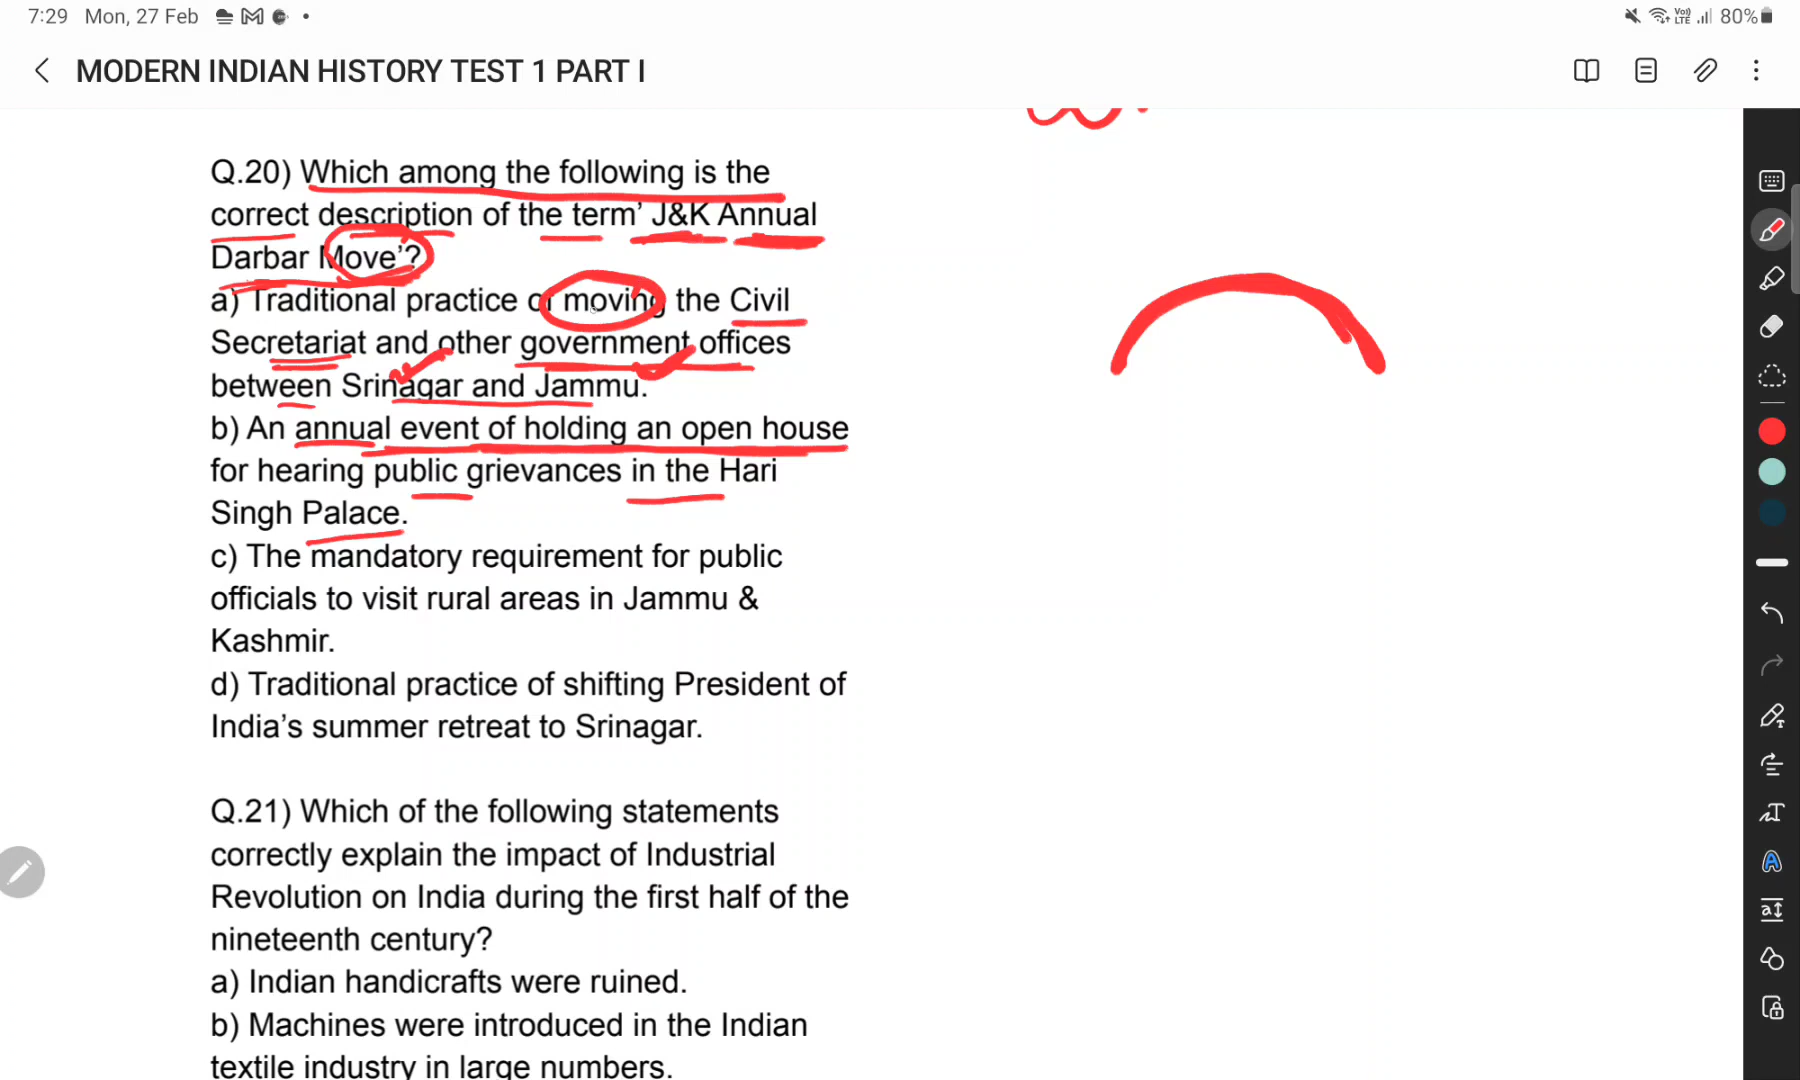 7:29 Mon, 27 Feb
80%
MODERN INDIAN HISTORY TEST 1 PART I
Q.20) Which among the following is the
correct description of the term’ J&K Annual
Darbar Move’?
a) Traditional practice of moving the Civil
Secretariat and other government offices
between Srinagar and Jammu.
b) An annual event of holding an open house
for hearing public grievances in the Hari
Singh Palace.
c) The mandatory requirement for public
officials to visit rural areas in Jammu &
Kashmir.
d) Traditional practice of shifting President of
India’s summer retreat to Srinagar.
Q.21) Which of the following statements
correctly explain the impact of Industrial
Revolution on India during the first half of the
nineteenth century?
a) Indian handicrafts were ruined.
b) Machines were introduced in the Indian
textile industry in large numbers.